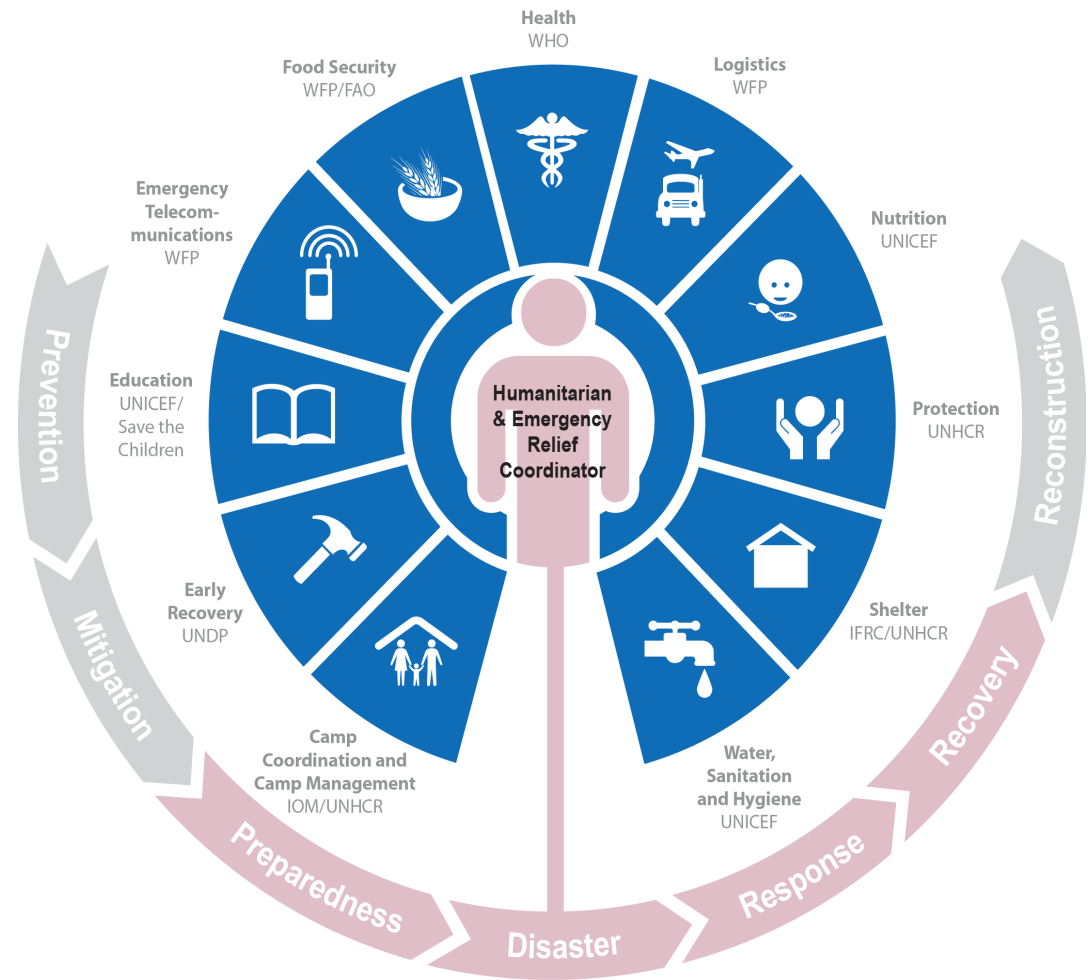 Health
WHO
Food Security
WFP/FAO
Logistics
WFP
Emergency
Telecom-
munications
WFP
Nutrition
UNICEF
Education
UNICEF/
Save the
Children
Protection
UNHCR
Humanitarian
& Emergency
Relief
Coordinator
Early
Recovery
UNDP
Shelter
IFRC/UNHCR
Camp
Coordination and
Camp Management
IOM/UNHCR
Water,
Sanitation
and Hygiene
UNICEF
Prevention
Mitigation
Preparedness
Disaster
Response
Recovery
Reconstruction